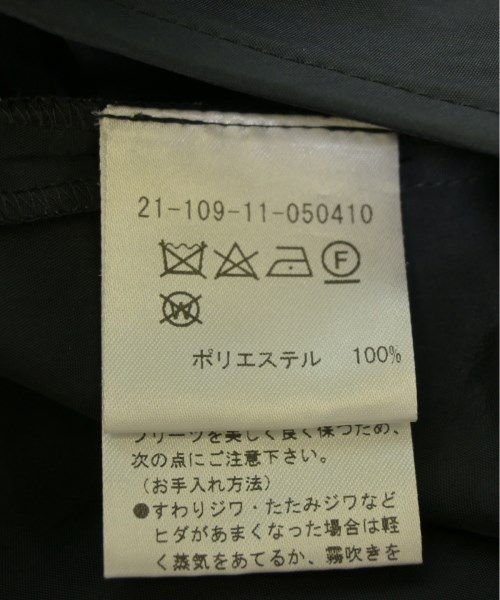 21-109-11-050410
F
W
ポリエステル 100%
プリーツを美しく良く保つため、
次の点にご注意下さい。
(お手入れ方法)
●すわりジワ・たたみジワなど
ヒダがあまくなった場合は軽
く蒸気をあてるか、霧吹きを